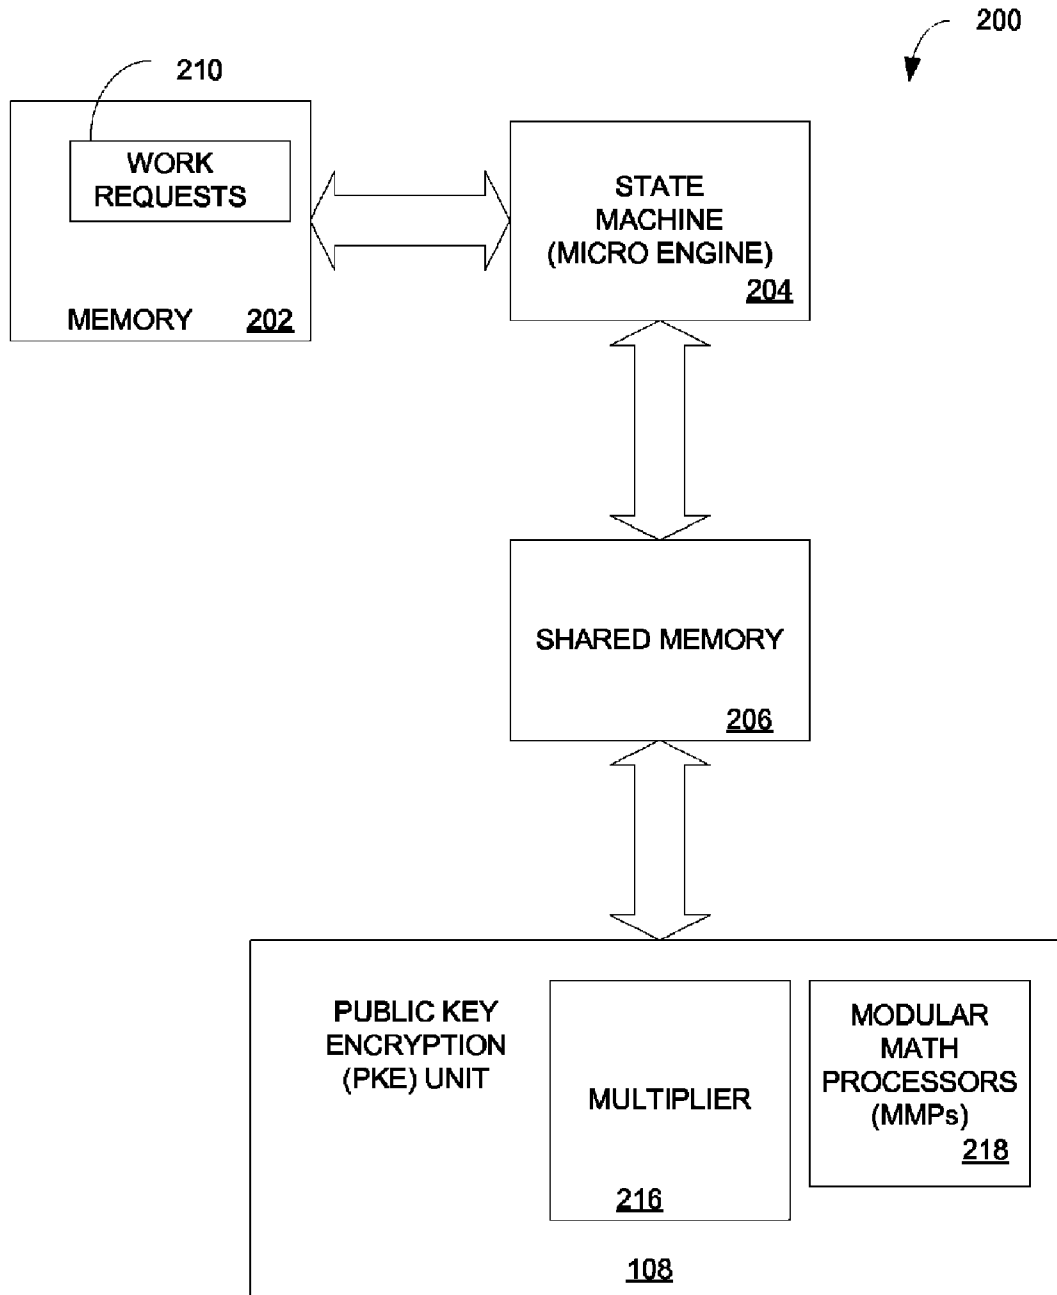 200
210
WORK
REQUESTS
MEMORY 202
STATE
MACHINE
(MICRO ENGINE)
204
SHARED MEMORY
206
PUBLIC KEY
ENCRYPTION
(PKE) UNIT
MULTIPLIER
216
MODULAR
MATH
PROCESSORS
(MMPs)
218
108